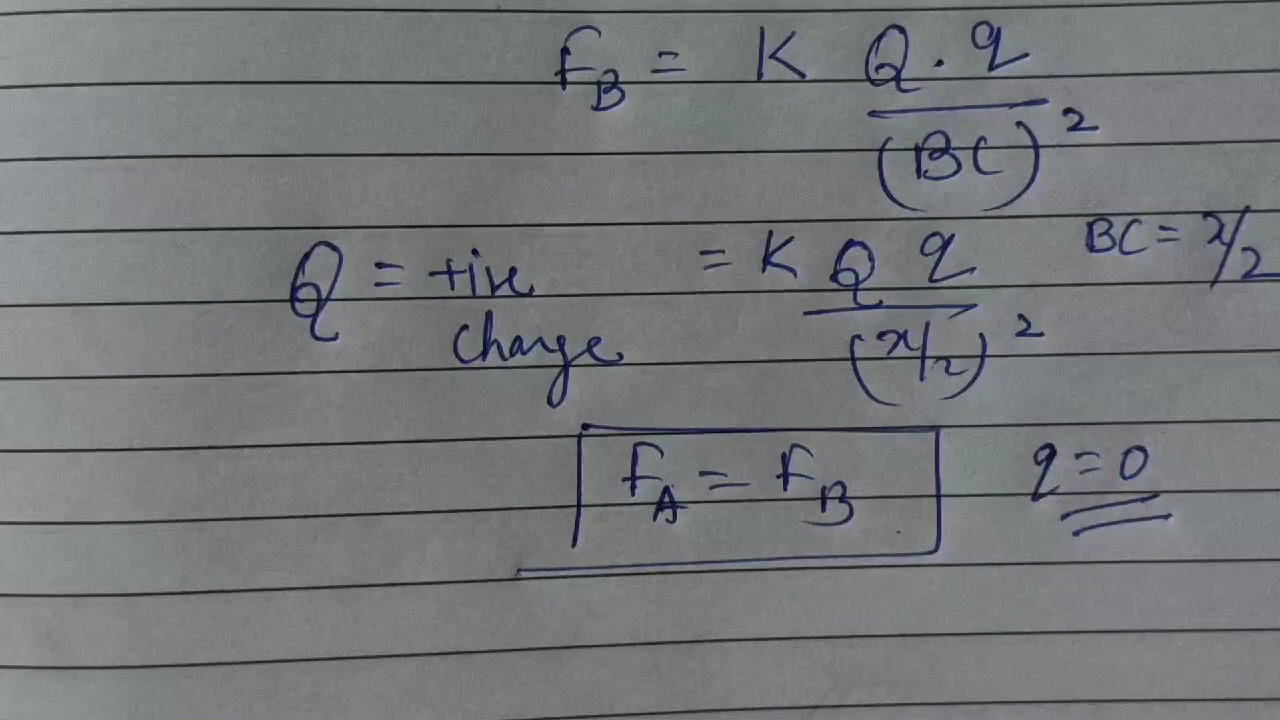 F_B = K Q . q / (BC)²
Q = +ive charge = K Q q / (x/2)² BC = x/2
F_A = F_B q = 0